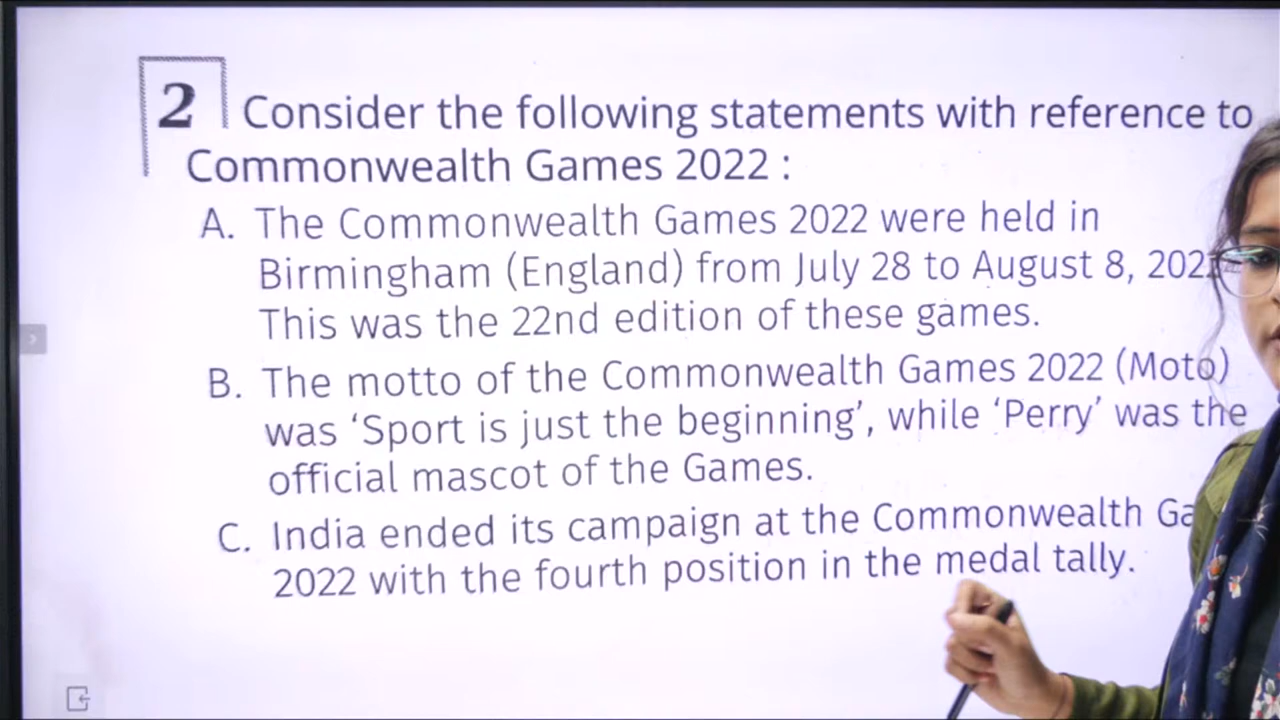 2 Consider the following statements with reference to
Commonwealth Games 2022 :
A. The Commonwealth Games 2022 were held in
Birmingham (England) from July 28 to August 8,
This was the 22nd edition of these games.
B. The motto of the Commonwealth Games 2022 (Moto)
was ‘Sport is just the beginning’, while ‘Perry’ was the
official mascot of the Games.
C. India ended its campaign at the Commonwealth
2022 with the fourth position in the medal tally.